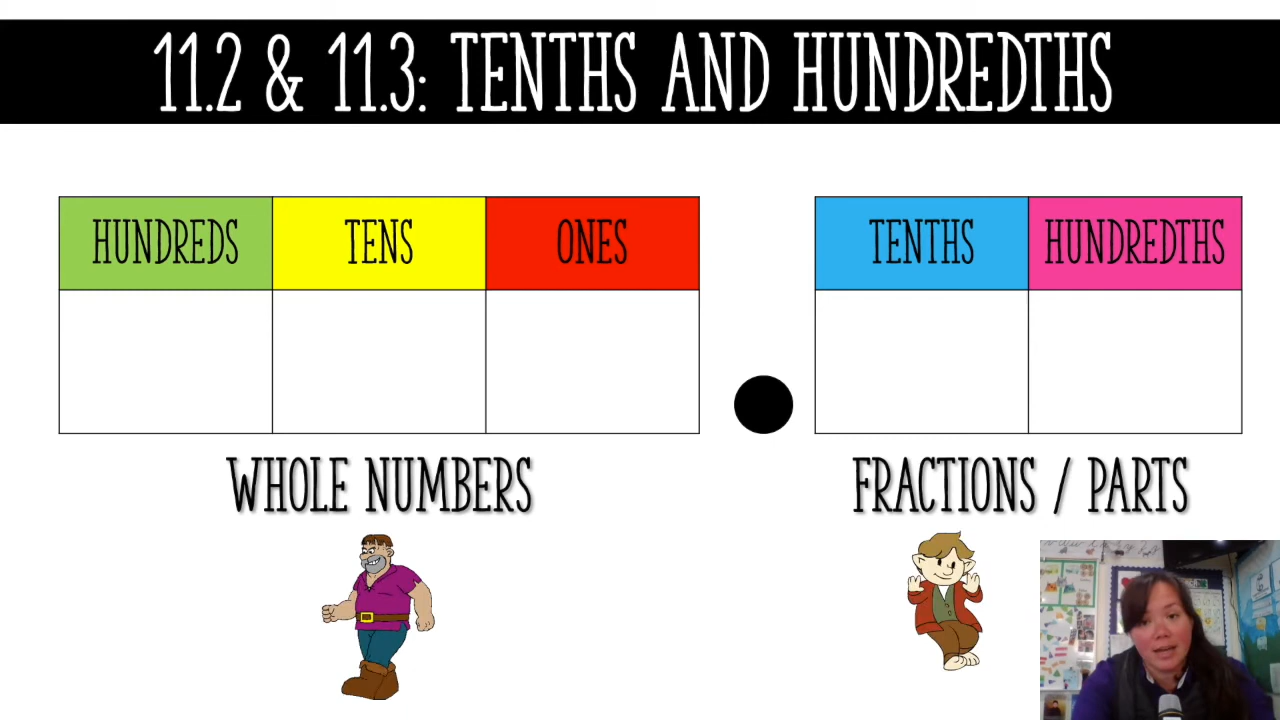 11.2 & 11.3: TENTHS AND HUNDREDTHS
HUNDREDS TENS ONES TENTHS HUNDREDTHS
WHOLE NUMBERS FRACTIONS / PARTS